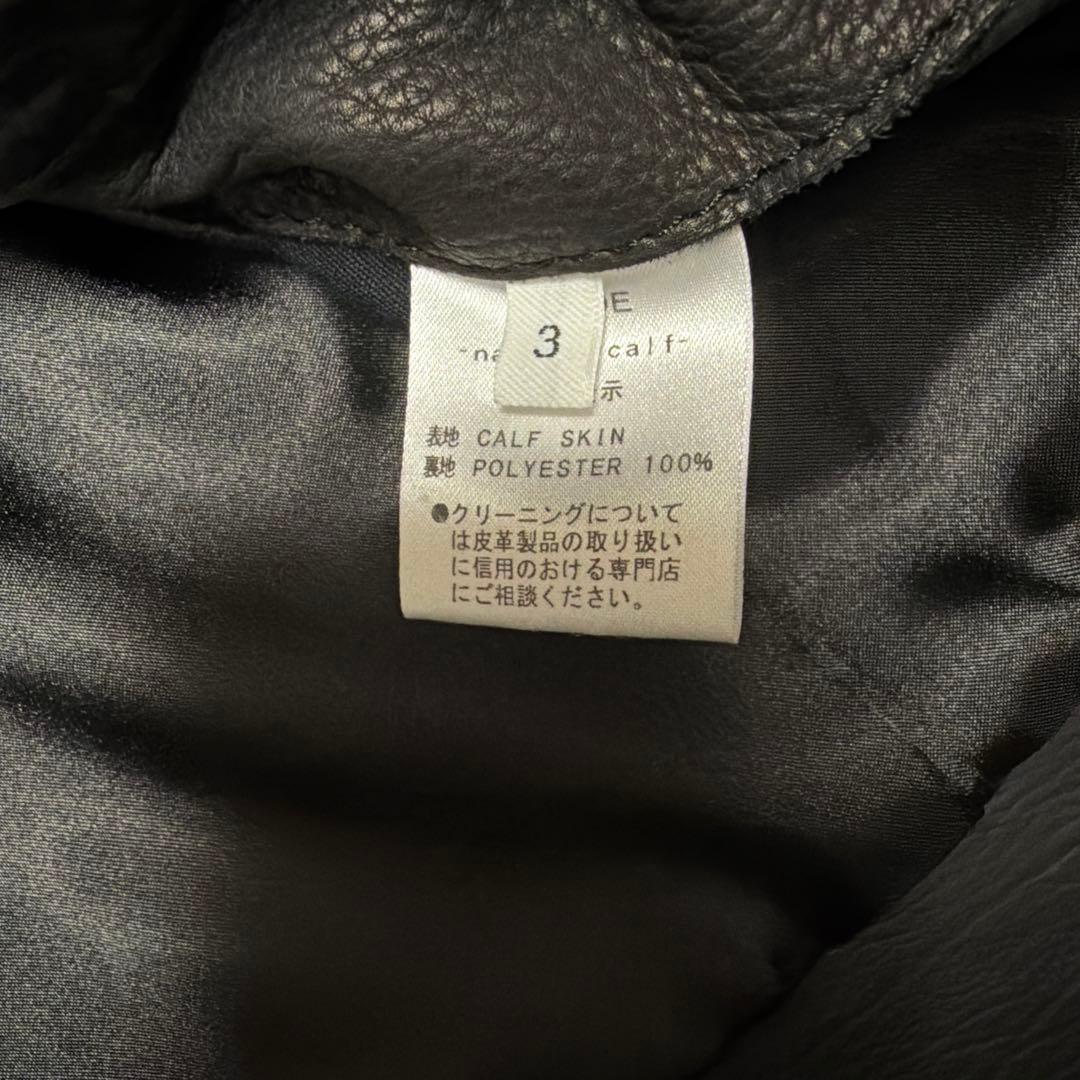 3
calf-
表地 CALF SKIN
裏地 POLYESTER 100%
●クリーニングについて
は皮革製品の取り扱い
に信用のおける専門店
にご相談ください。